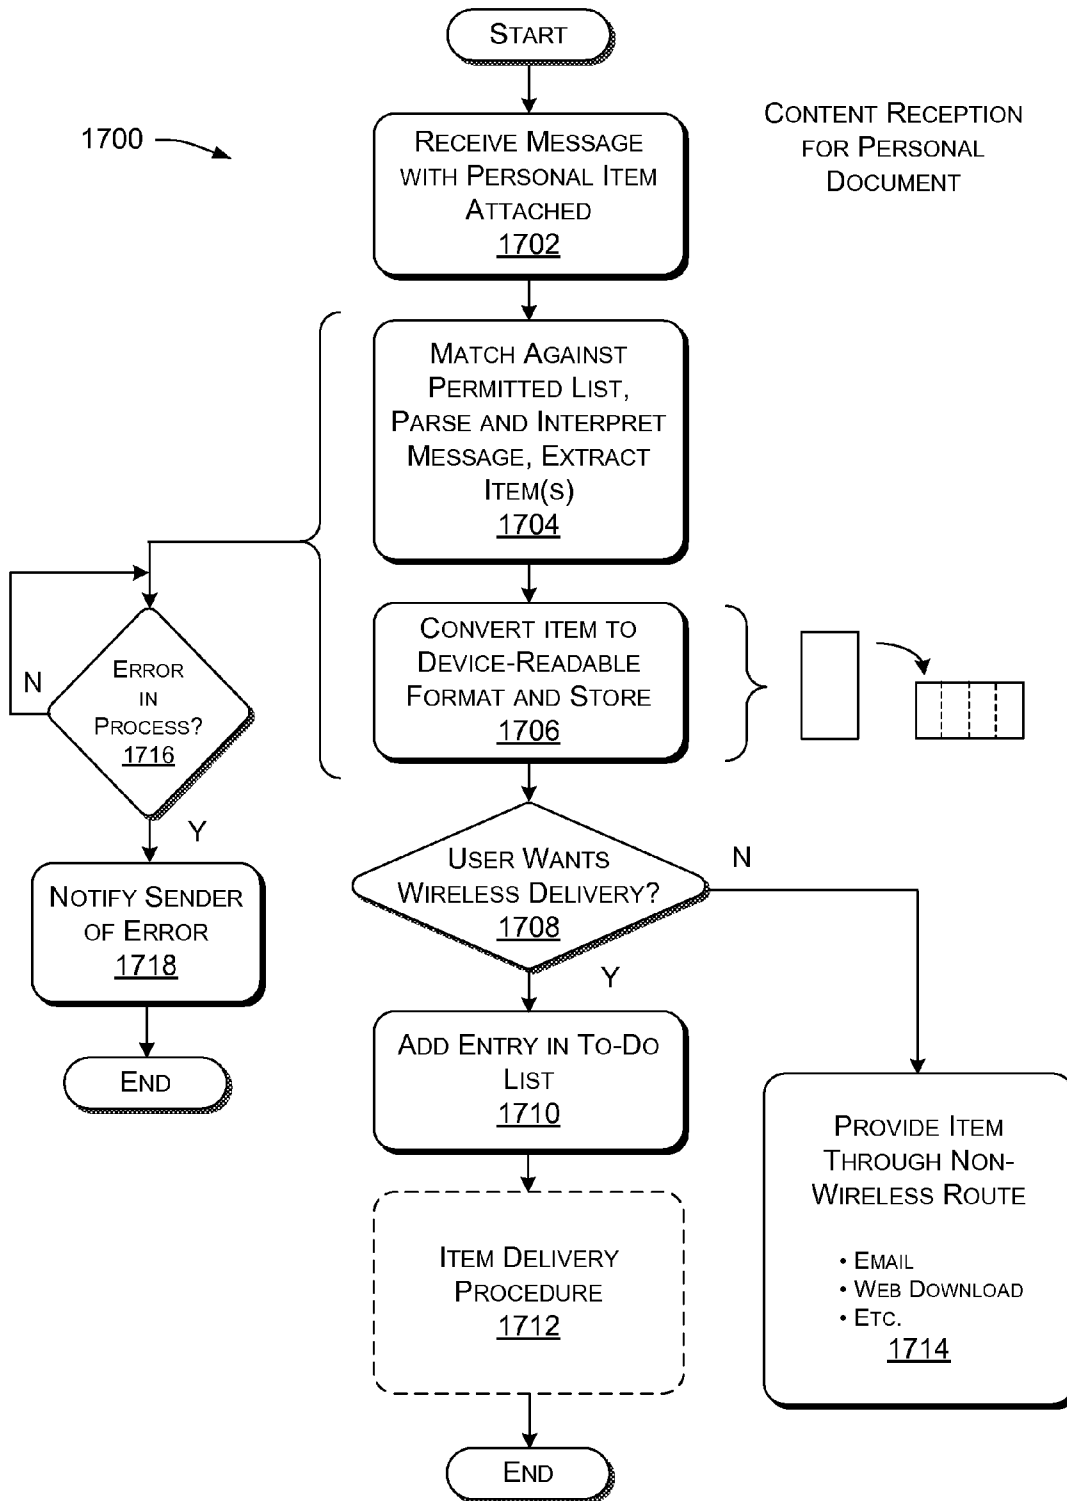 START
1700
CONTENT RECEPTION
FOR PERSONAL
DOCUMENT
RECEIVE MESSAGE
WITH PERSONAL ITEM
ATTACHED
1702
MATCH AGAINST
PERMITTED LIST,
PARSE AND INTERPRET
MESSAGE, EXTRACT
ITEM(S)
1704
CONVERT ITEM TO
DEVICE-READABLE
FORMAT AND STORE
1706
N
ERROR
IN
PROCESS?
1716
Y
NOTIFY SENDER
OF ERROR
1718
END
USER WANTS
WIRELESS DELIVERY?
1708
N
Y
ADD ENTRY IN TO-DO
LIST
1710
ITEM DELIVERY
PROCEDURE
1712
END
PROVIDE ITEM
THROUGH NON-
WIRELESS ROUTE
• EMAIL
• WEB DOWNLOAD
• ETC.
1714